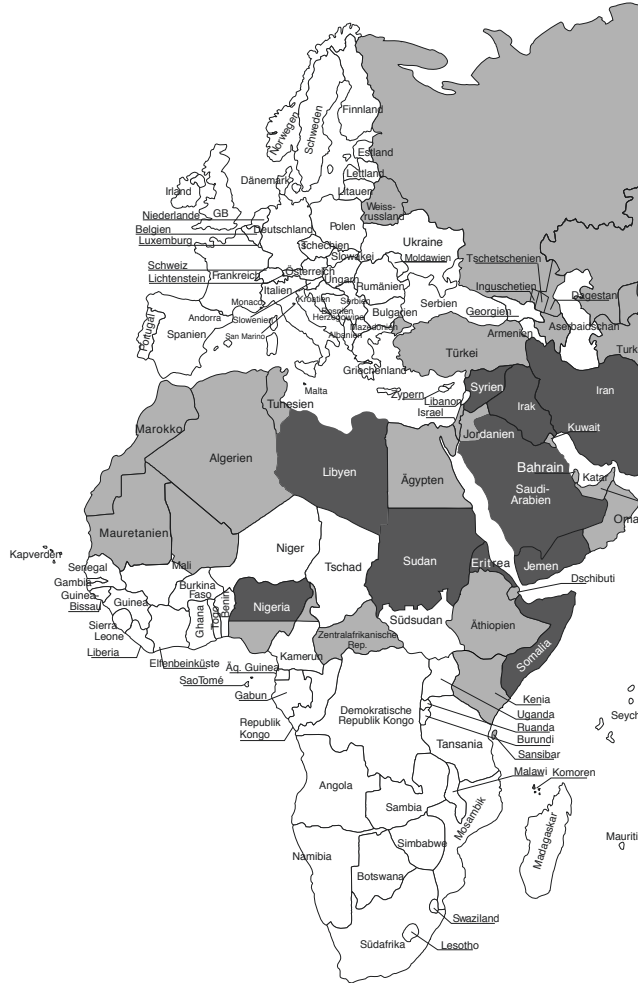 Norwegen
Schweden
Finnland
Estland
Lettland
Litauen
Dänemark
Irland
GB
Niederlande
Belgien
Luxemburg
Deutschland
Polen
Weiss-
russland
Ukraine
Tschechien
Slowakei
Moldawien
Schweiz
Lichtenstein
Frankreich
Österreich
Ungarn
Rumänien
Italien
Monaco
Andorra
Slowenien
Kroatien
Serbien
Bosnien
Herzegowina
San Marino
Mazedonien
Albanien
Bulgarien
Serbien
Portugal
Spanien
Tschetschenien
Inguschetien
Dagestan
Georgien
Armenien
Aserbaidschan
Turk
Türkei
Griechenland
Malta
Zypern
Libanon
Israel
Syrien
Irak
Iran
Kuwait
Jordanien
Bahrain
Katar
Saudi-
Arabien
Oma
Jemen
Marokko
Tunesien
Algerien
Libyen
Ägypten
Mauretanien
Kapverden
Senegal
Gambia
Guinea-
Bissau
Guinea
Sierra
Leone
Liberia
Mali
Burkina
Faso
Elfenbeinküste
Ghana
Togo
Benin
Niger
Nigeria
Tschad
Sudan
Eritrea
Dschibuti
Südsudan
Äthiopien
Somalia
Zentralafrikanische
Rep.
Kamerun
Äq. Guinea
SaoTomé
Gabun
Republik
Kongo
Demokratische
Republik Kongo
Kenia
Uganda
Ruanda
Burundi
Sansibar
Tansania
Seych
Malawi
Komoren
Angola
Sambia
Mosambik
Madagaskar
Mauriti
Simbabwe
Namibia
Botswana
Swaziland
Südafrika
Lesotho